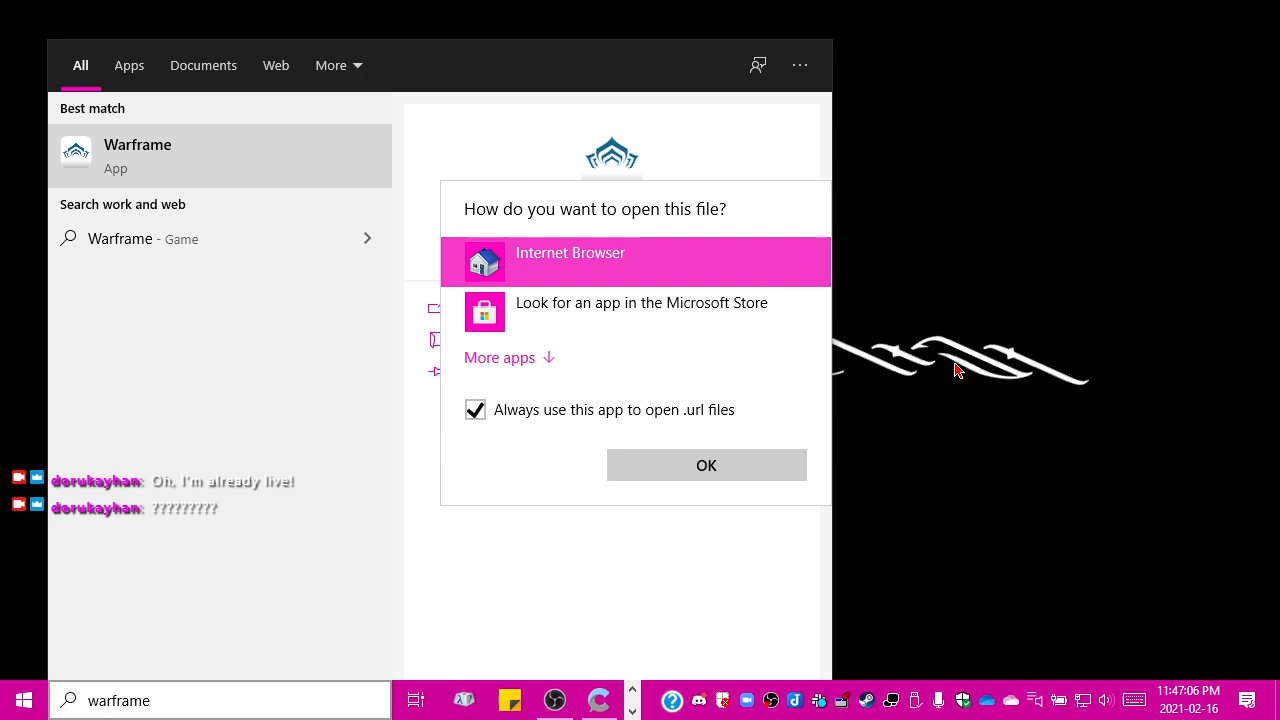 All Apps Documents Web More
Best match
Warframe
App
Search work and web
Warframe - Game
How do you want to open this file?
Internet Browser
Look for an app in the Microsoft Store
More apps
Always use this app to open .url files
OK
dorukayhan: Oh, I'm already live!
dorukayhan: ?????????
warframe
11:47:06 PM
2021-02-16